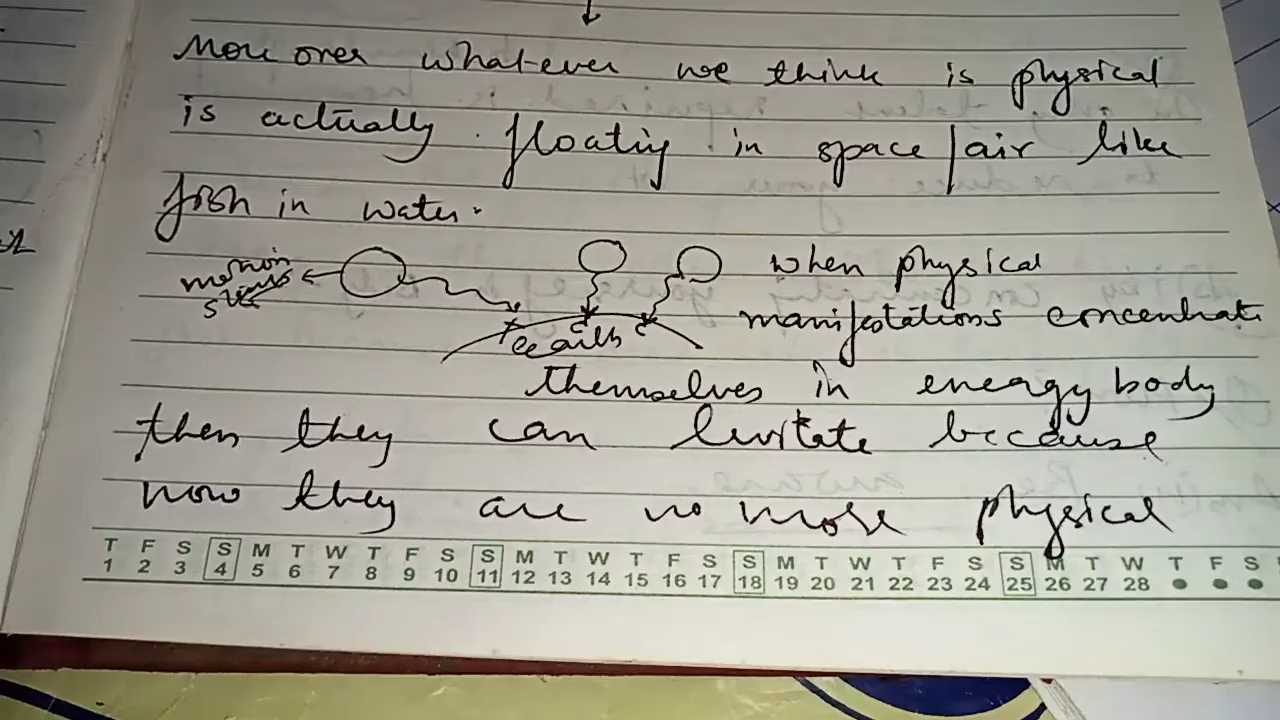 More over whatever we think is physical
is actually floating in space/air like
fish in water.
when physical
manifestations concentrate
earth
themselves in energy body
then they can levitate because
now they are no more physical
T F S S M T W T F S S M T W T F S S M T W T F S S M T W T F S
1 2 3 4 5 6 7 8 9 10 11 12 13 14 15 16 17 18 19 20 21 22 23 24 25 26 27 28